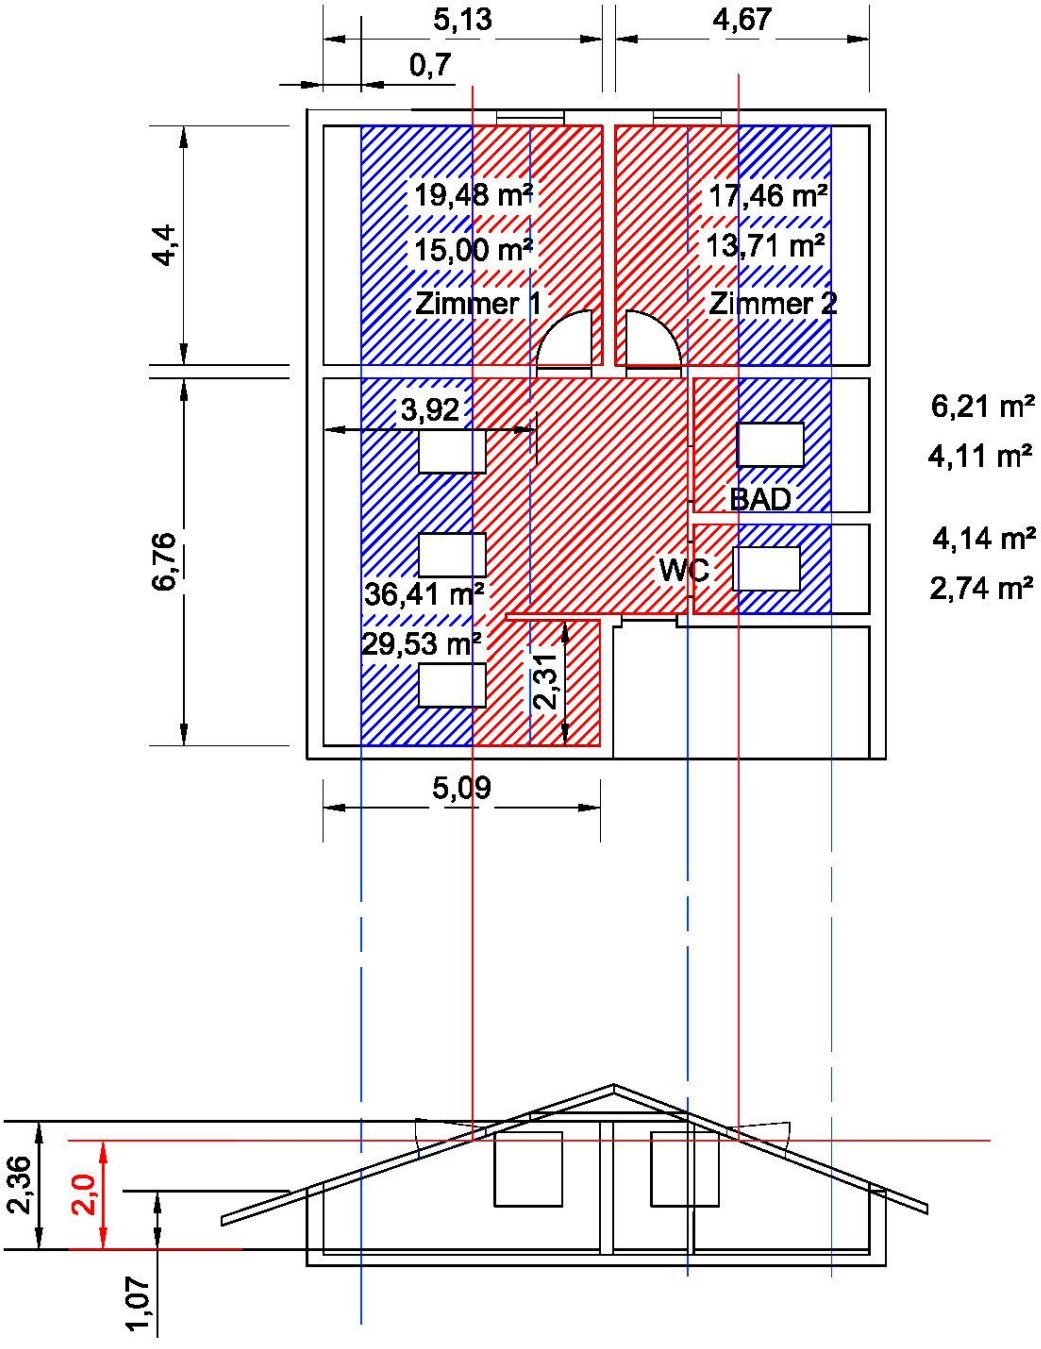 5,13
4,67
0,7
4,4
19,48 m²
15,00 m²
Zimmer 1
17,46 m²
13,71 m²
Zimmer 2
3,92
6,76
36,41 m²
29,53 m²
2,31
BAD
WC
6,21 m²
4,11 m²
4,14 m²
2,74 m²
5,09
2,36
2,0
1,07